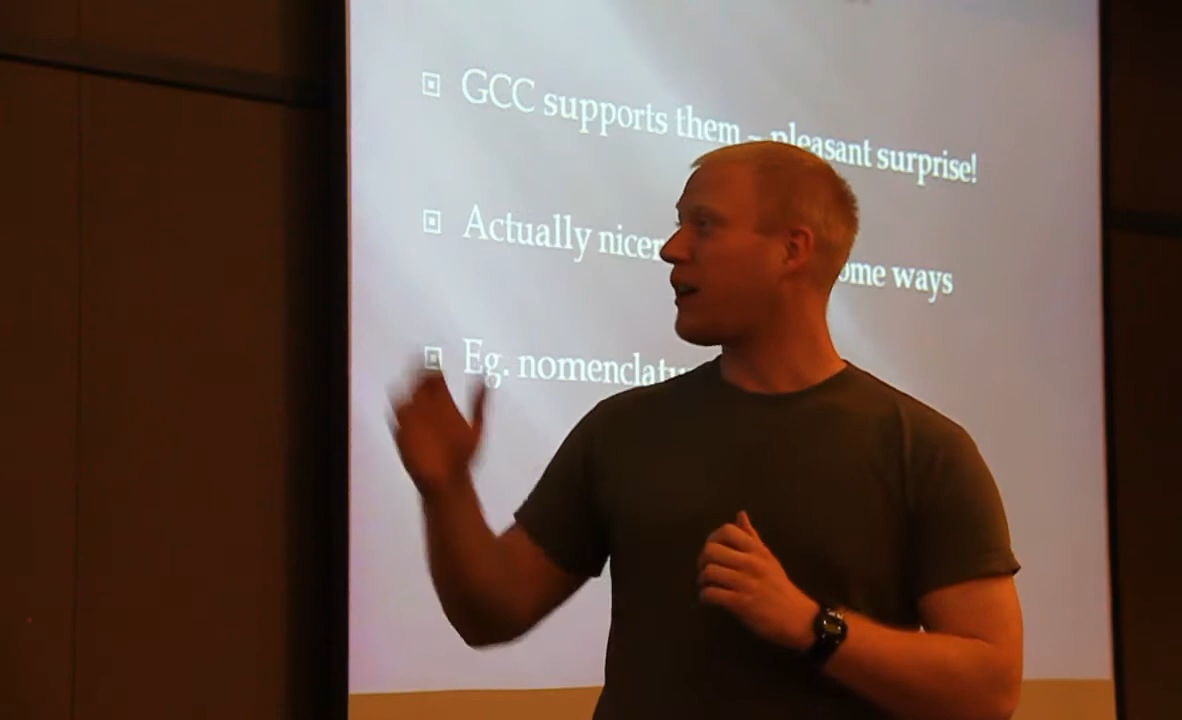 GCC supports them – pleasant surprise!
Actually nicer ome ways
Eg. nomenclatu